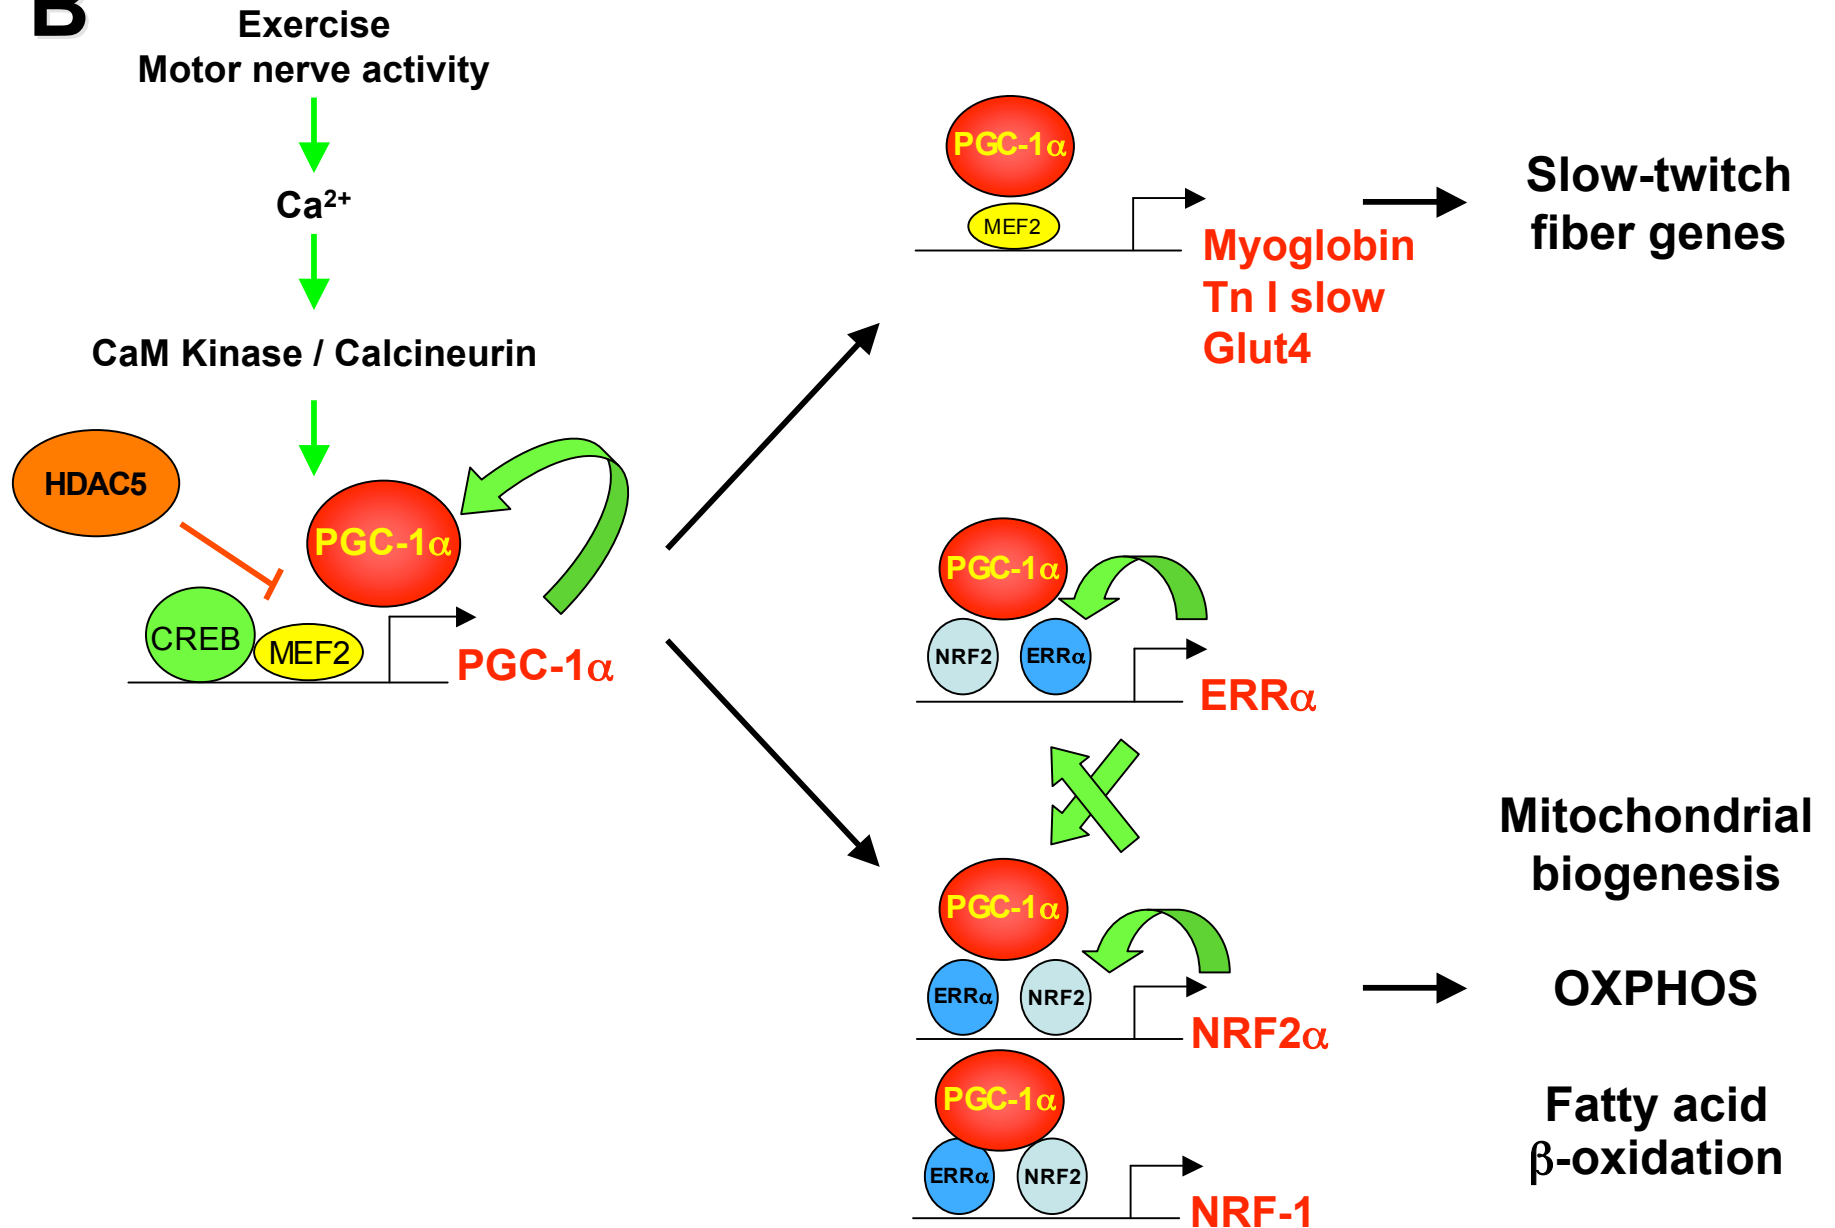 B
Exercise
Motor nerve activity
Ca²⁺
CaM Kinase / Calcineurin
HDAC5
PGC-1α
CREB
MEF2
PGC-1α
PGC-1α
MEF2
Myoglobin
Tn I slow
Glut4
Slow-twitch
fiber genes
PGC-1α
NRF2
ERRα
ERRα
PGC-1α
ERRα
NRF2
NRF2α
PGC-1α
ERRα
NRF2
NRF-1
Mitochondrial
biogenesis
OXPHOS
Fatty acid
β-oxidation